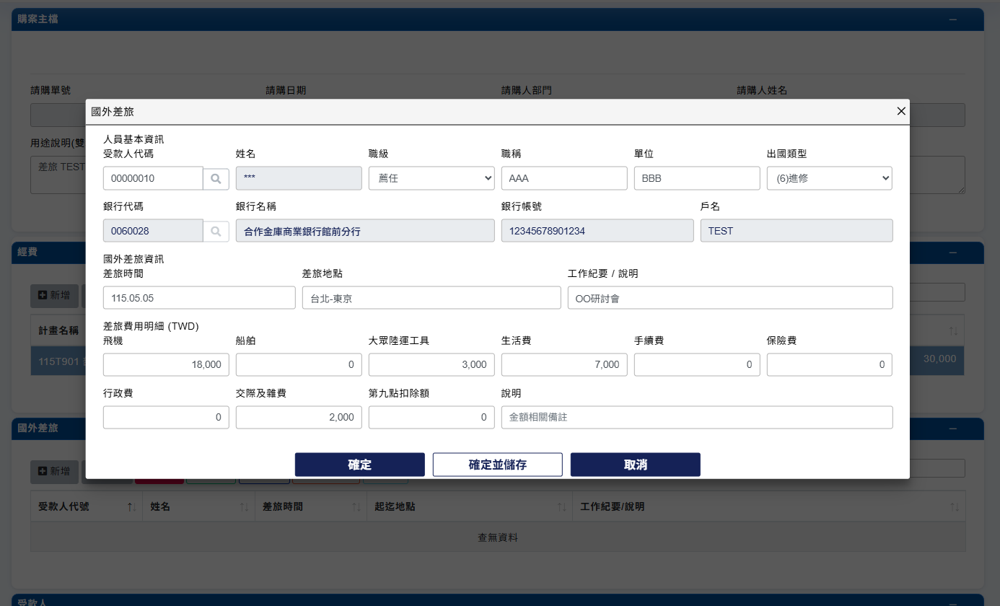 購案主檔
請購單號 請購日期 請購人部門 請購人姓名
用途說明(雙
差旅 TEST
國外差旅
人員基本資訊
受款人代碼 姓名 職級 職稱 單位 出國類型
00000010 *** 薦任 AAA BBB (6)進修
銀行代碼 銀行名稱 銀行帳號 戶名
0060028 合作金庫商業銀行館前分行 12345678901234 TEST
國外差旅資訊
差旅時間 差旅地點 工作紀要 / 說明
115.05.05 台北-東京 OO研討會
差旅費用明細 (TWD)
飛機 船舶 大眾陸運工具 生活費 手續費 保險費
18,000 0 3,000 7,000 0 0
行政費 交際及雜費 第九點扣除額 說明
0 2,000 0 金額相關備註
確定 確定並儲存 取消
經費
新增
計畫名稱
115T901 30,000
國外差旅
新增
受款人代號 姓名 差旅時間 起迄地點 工作紀要/說明
查無資料
受款人